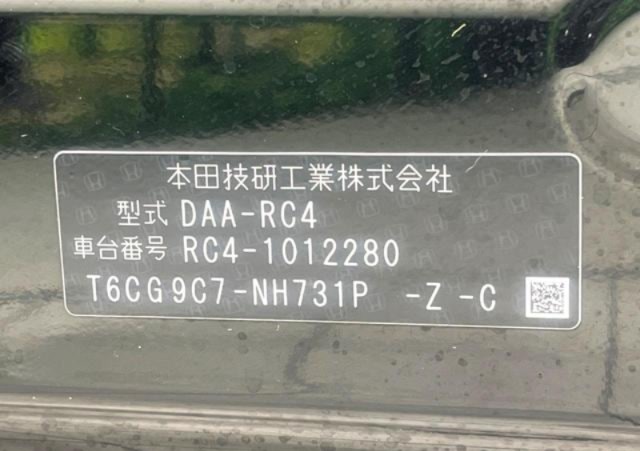 本田技研工業株式会社
型式 DAA-RC4
車台番号 RC4-1012280
T6CG9C7-NH731P -Z -C